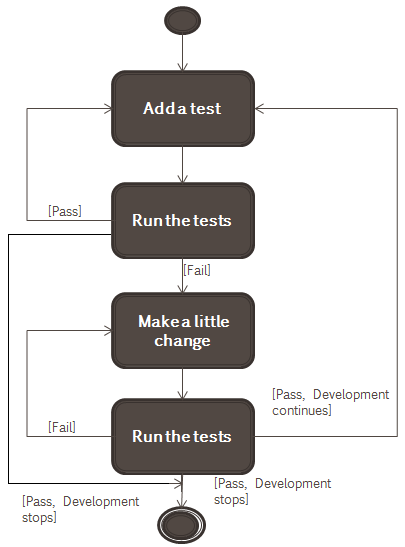 Add a test
[Pass]
Run the tests
[Fail]
Make a little
change
[Pass, Development
continues]
[Fail]
Run the tests
[Pass, Development
stops]
[Pass, Development
stops]